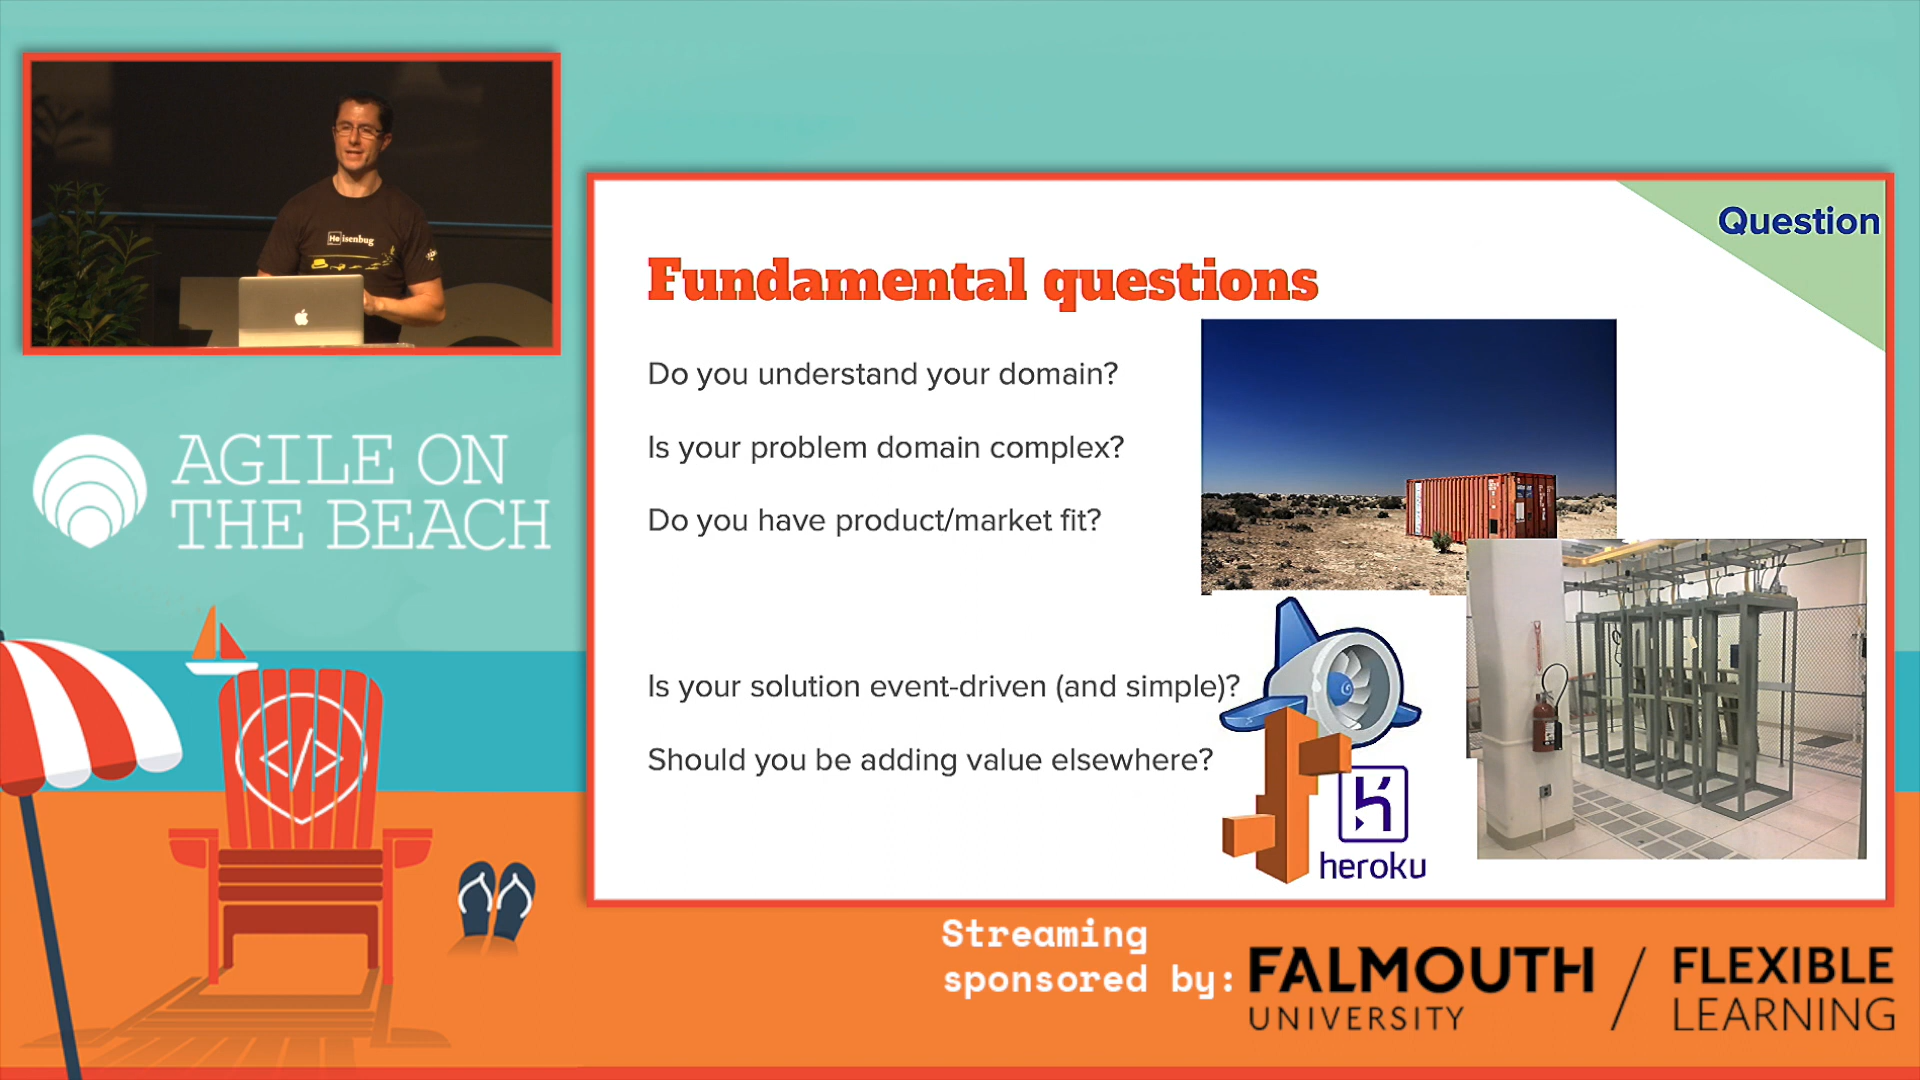 Heisenbug
AGILE ON
THE BEACH
Question
Fundamental questions
Do you understand your domain?
Is your problem domain complex?
Do you have product/market fit?
Is your solution event-driven (and simple)?
Should you be adding value elsewhere?
heroku
</>
Streaming
sponsored by:
FALMOUTH
UNIVERSITY
/
FLEXIBLE
LEARNING